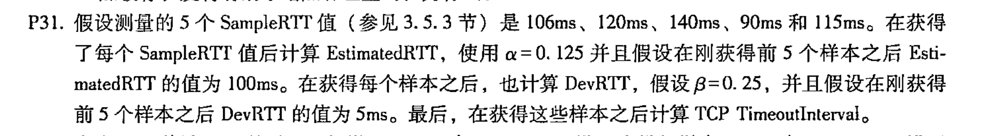 P31. 假设测量的 5 个 SampleRTT 值（参见 3.5.3 节）是 106ms、120ms、140ms、90ms 和 115ms。在获得
了每个 SampleRTT 值后计算 EstimatedRTT，使用 α=0.125 并且假设在刚获得前 5 个样本之后 Esti-
matedRTT 的值为 100ms。在获得每个样本之后，也计算 DevRTT，假设 β=0.25，并且假设在刚获得
前 5 个样本之后 DevRTT 的值为 5ms。最后，在获得这些样本之后计算 TCP TimeoutInterval。